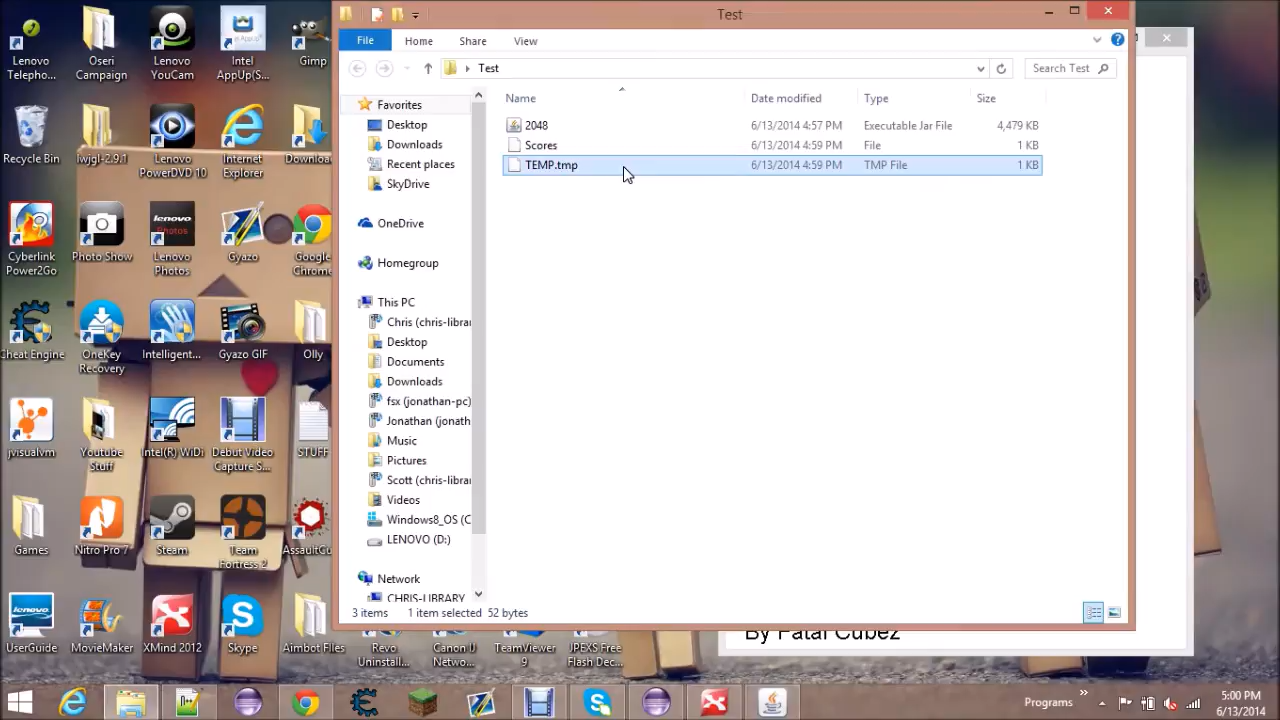 Test
File
Home
Share
View
Test
Search Test
Name
Date modified
Type
Size
2048
6/13/2014 4:57 PM
Executable Jar File
4,479 KB
Scores
6/13/2014 4:59 PM
File
1 KB
TEMP.tmp
6/13/2014 4:59 PM
TMP File
1 KB
Favorites
Desktop
Downloads
Recent places
SkyDrive
OneDrive
Homegroup
This PC
Chris (chris-librar
Desktop
Documents
Downloads
fsx (jonathan-pc)
Jonathan (jonath
Music
Pictures
Scott (chris-librar
Videos
Windows8_OS (C
LENOVO (D:)
Network
CHRIS-LIBRARY
3 items
1 item selected 52 bytes
By Fatal Cubez
Lenovo
Telepho...
Oseri
Campaign
Lenovo
YouCam
Intel
AppUp(S...
Gimp
Recycle Bin
lwjgl-2.9.1
Lenovo
PowerDVD 10
Internet
Explorer
Downloa
Cyberlink
Power2Go
Photo Show
Lenovo
Photos
Gyazo
Google
Chrome
Cheat Engine
OneKey
Recovery
Intelligent...
Gyazo GIF
Olly
jvisualvm
Youtube
Stuff
Intel(R) WiDi
Debut Video
Capture S...
STUFF
Games
Nitro Pro 7
Steam
Team
Fortress 2
AssaultCu
UserGuide
MovieMaker
XMind 2012
Skype
Aimbot FIles
Revo
Uninstall...
Canon IJ
Netwo...
TeamViewer
9
JPEXS Free
Flash Dec...
Programs
5:00 PM
6/13/2014